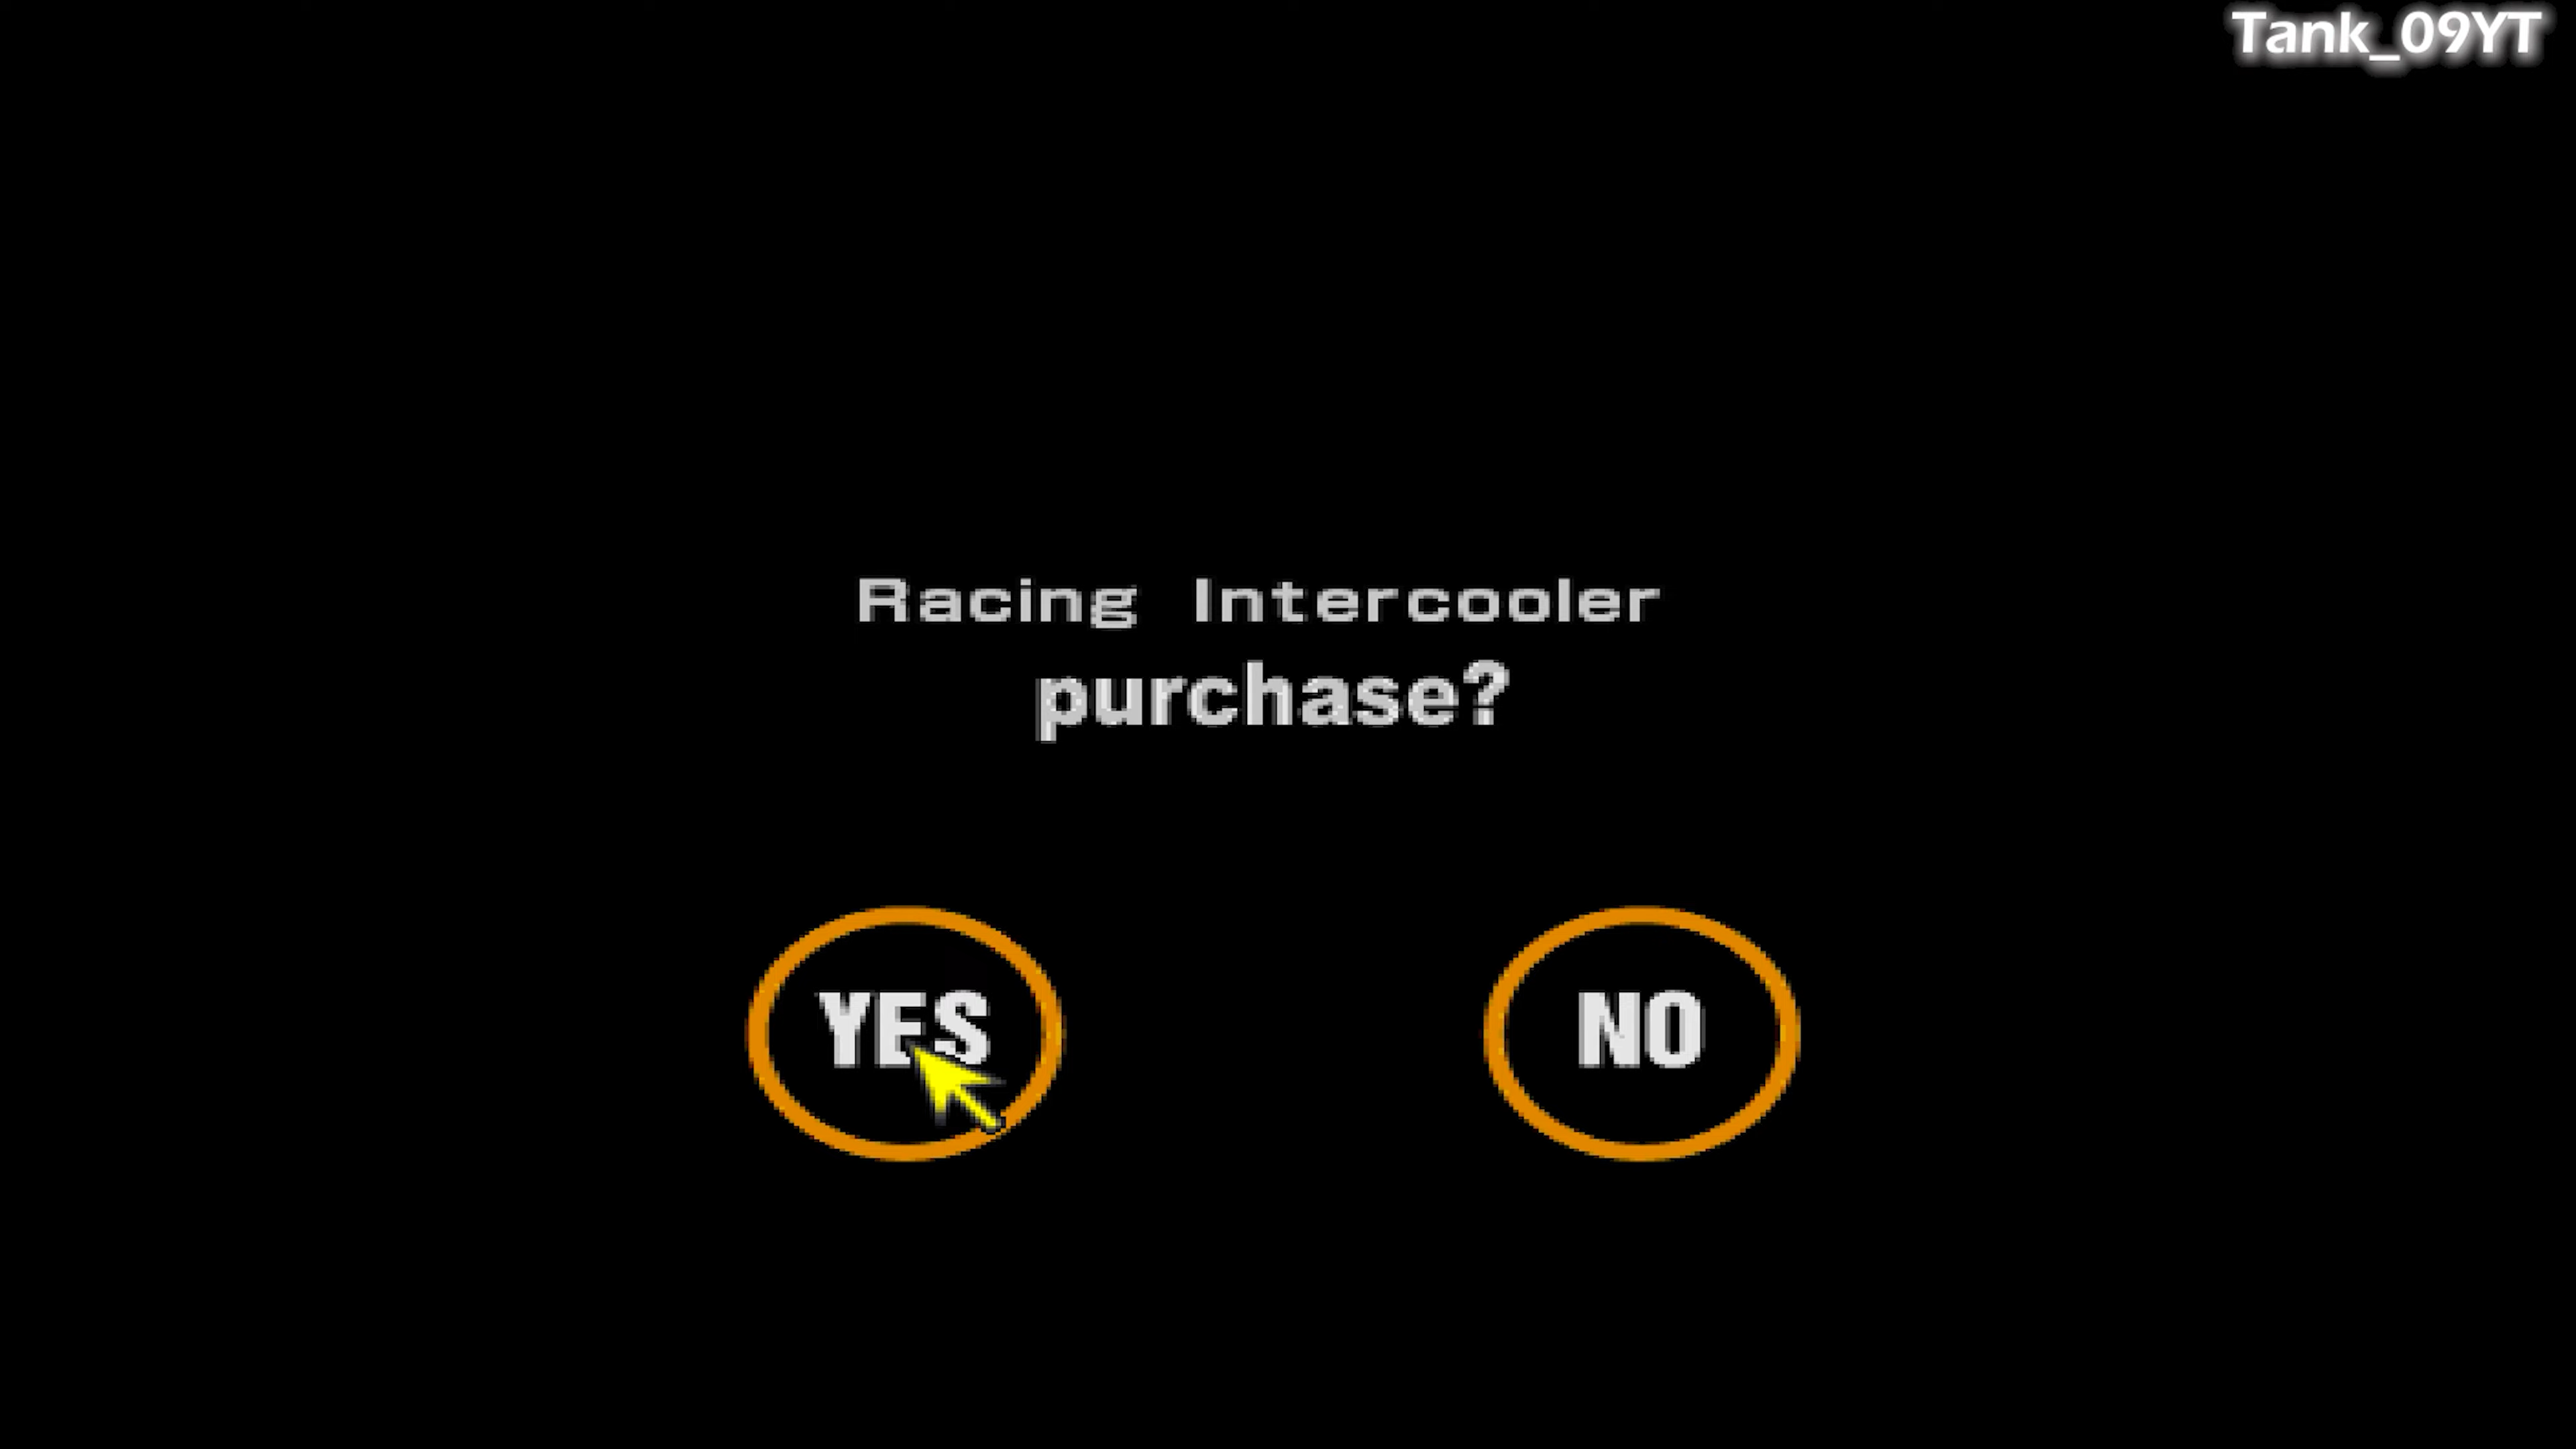 Tank_09YT
Racing Intercooler
purchase?
YES
NO